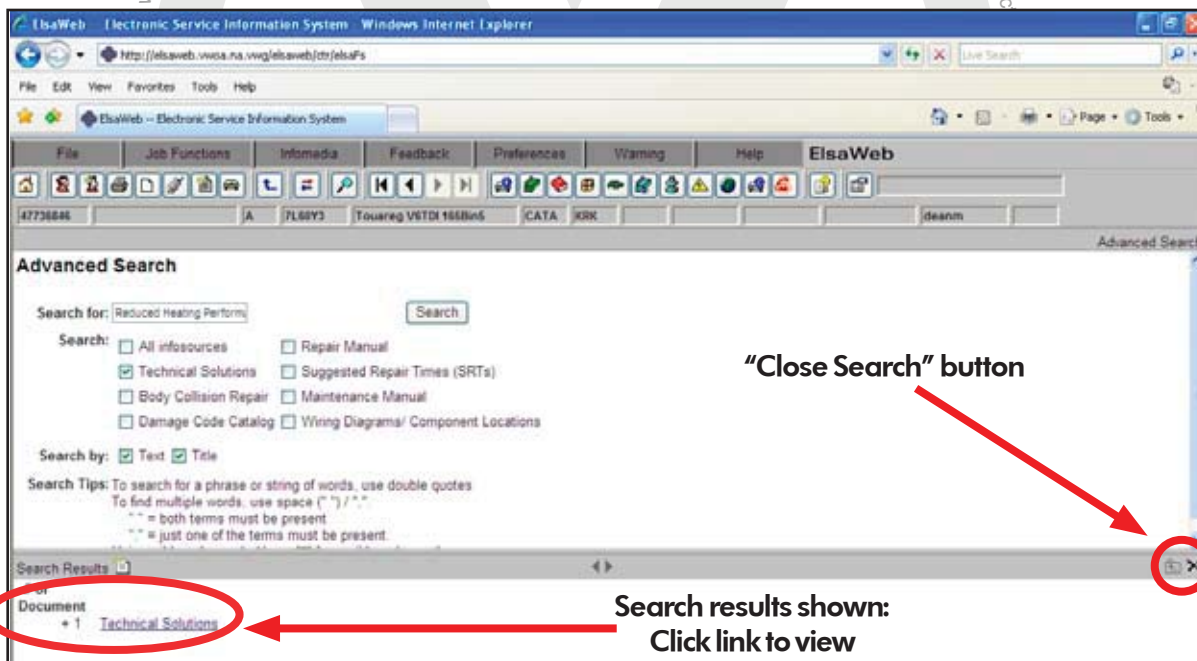 ElsaWeb Electronic Service Information System Windows Internet Explorer
http://elsaweb.vwoa.na.vwg/elsaweb/ctr/elsaFs
Live Search
File Edit View Favorites Tools Help
ElsaWeb -- Electronic Service Information System
Page Tools
File Job Functions Infomedia Feedback Preferences Warning Help ElsaWeb
A 7L60Y3 Touareg V6TDI CATA KRK deanm
Advanced Search
Advanced Search
Search for: Reduced Heating Perform Search
Search: All infosources Repair Manual
Technical Solutions Suggested Repair Times (SRTs)
Body Collision Repair Maintenance Manual
Damage Code Catalog Wiring Diagrams/ Component Locations
"Close Search" button
Search by: Text Title
Search Tips: To search for a phrase or string of words, use double quotes
To find multiple words, use space (" ") / ","
" " = both terms must be present
"," = just one of the terms must be present.
Search Results
Document
+ 1 Technical Solutions
Search results shown:
Click link to view